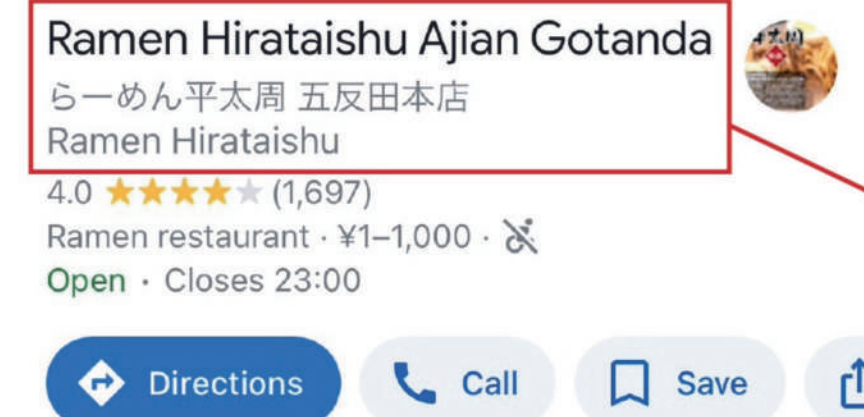 Ramen Hirataishu Ajian Gotanda
らーめん平太周 五反田本店
Ramen Hirataishu
4.0 (1,697)
Ramen restaurant · ¥1–1,000 ·
Open · Closes 23:00
Directions
Call
Save